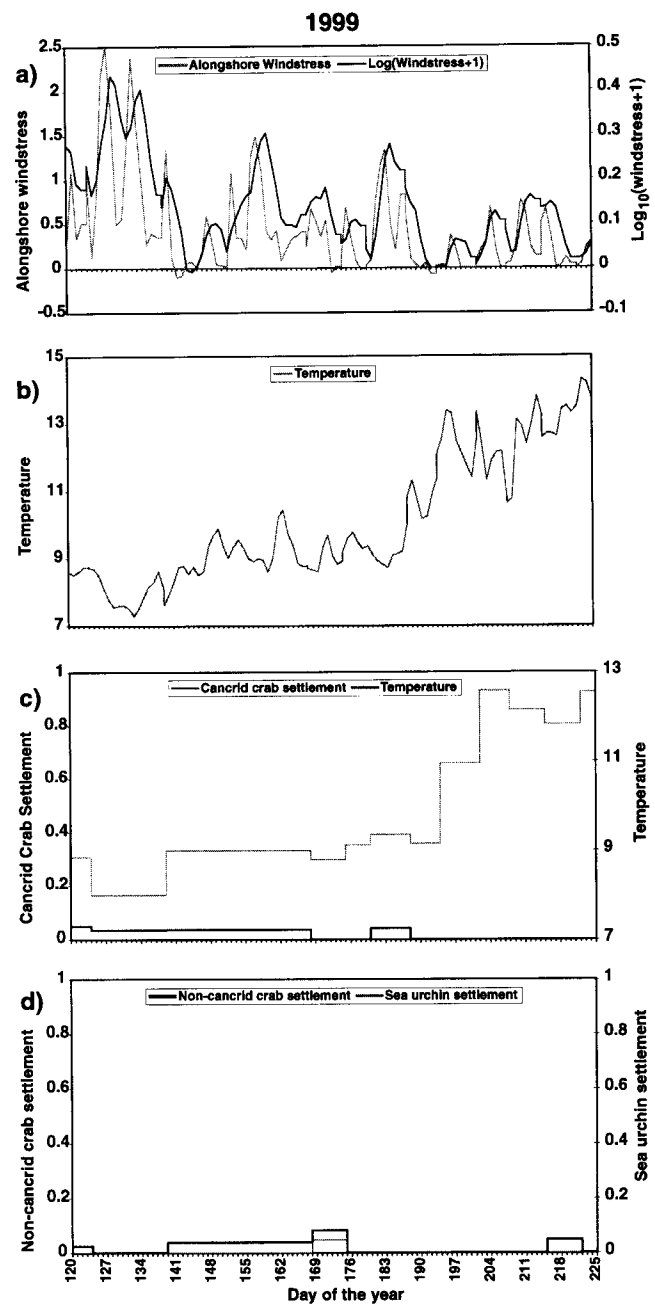 1999
a)
Alongshore Windstress Log(Windstress+1)
Alongshore windstress
2.5
2
1.5
1
0.5
0
-0.5
0.5
0.4
0.3
0.2
0.1
0
-0.1
Log10(windstress+1)
b)
Temperature
Temperature
15
13
11
9
7
c)
Cancrid crab settlement Temperature
Cancrid Crab Settlement
1
0.8
0.6
0.4
0.2
0
13
11
9
7
Temperature
d)
Non-cancrid crab settlement Sea urchin settlement
Non-cancrid crab settlement
1
0.8
0.6
0.4
0.2
0
1
0.8
0.6
0.4
0.2
0
Sea urchin settlement
120 127 134 141 148 155 162 169 176 183 190 197 204 211 218 225
Day of the year